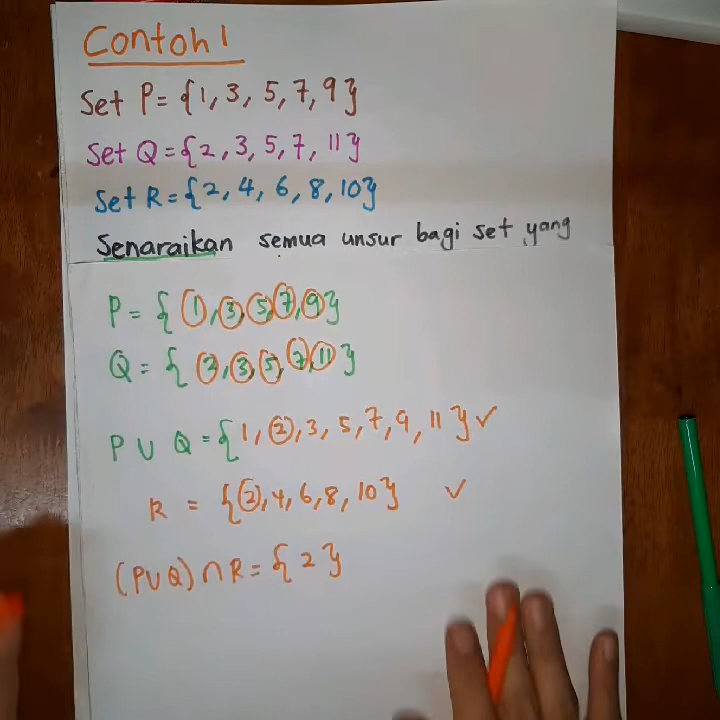 Contoh 1
Set P = {1, 3, 5, 7, 9}
Set Q = {2, 3, 5, 7, 11}
Set R = {2, 4, 6, 8, 10}
Senaraikan semua unsur bagi set yang
P = { 1, 3, 5, 7, 9}
Q = { 2, 3, 5, 7, 11}
P ∪ Q = {1, 2, 3, 5, 7, 9, 11} ✓
R = {2, 4, 6, 8, 10} ✓
(P∪Q) ∩ R = { 2 }